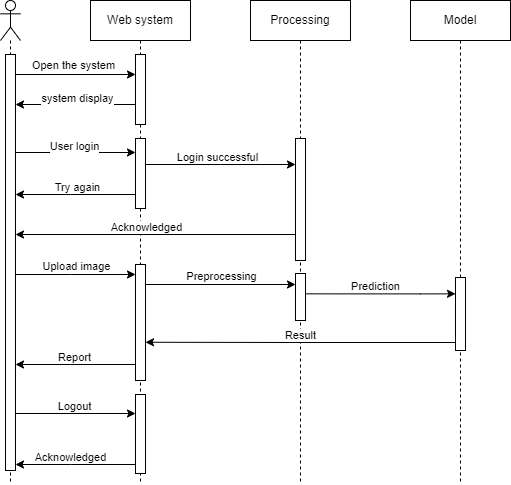 Web system
Processing
Model
Open the system
system display
User login
Login successful
Try again
Acknowledged
Upload image
Preprocessing
Prediction
Result
Report
Logout
Acknowledged